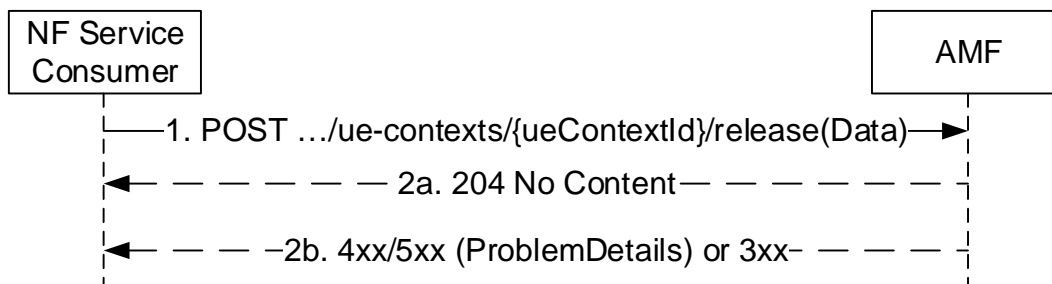 NF Service
Consumer
AMF
1. POST …/ue-contexts/{ueContextId}/release(Data)
2a. 204 No Content
2b. 4xx/5xx (ProblemDetails) or 3xx